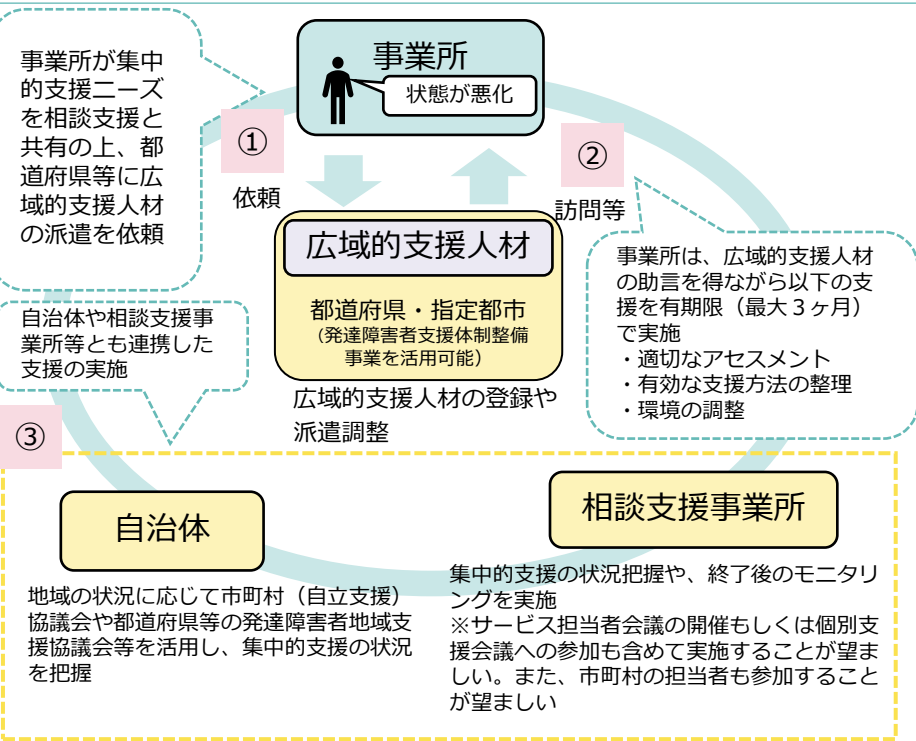 事業所が集中
的支援ニーズ
を相談支援と
共有の上、都
道府県等に広
域的支援人材
の派遣を依頼
事業所
状態が悪化
①
依頼
②
訪問等
広域的支援人材
都道府県・指定都市
（発達障害者支援体制整備
事業を活用可能）
広域的支援人材の登録や
派遣調整
事業所は、広域的支援人材
の助言を得ながら以下の支
援を有期限（最大３ヶ月）
で実施
・適切なアセスメント
・有効な支援方法の整理
・環境の調整
自治体や相談支援事
業所等とも連携した
支援の実施
③
自治体
地域の状況に応じて市町村（自立支援）
協議会や都道府県等の発達障害者地域支
援協議会等を活用し、集中的支援の状況
を把握
相談支援事業所
集中的支援の状況把握や、終了後のモニタリ
ングを実施
※サービス担当者会議の開催もしくは個別支
援会議への参加も含めて実施することが望ま
しい。また、市町村の担当者も参加すること
が望ましい